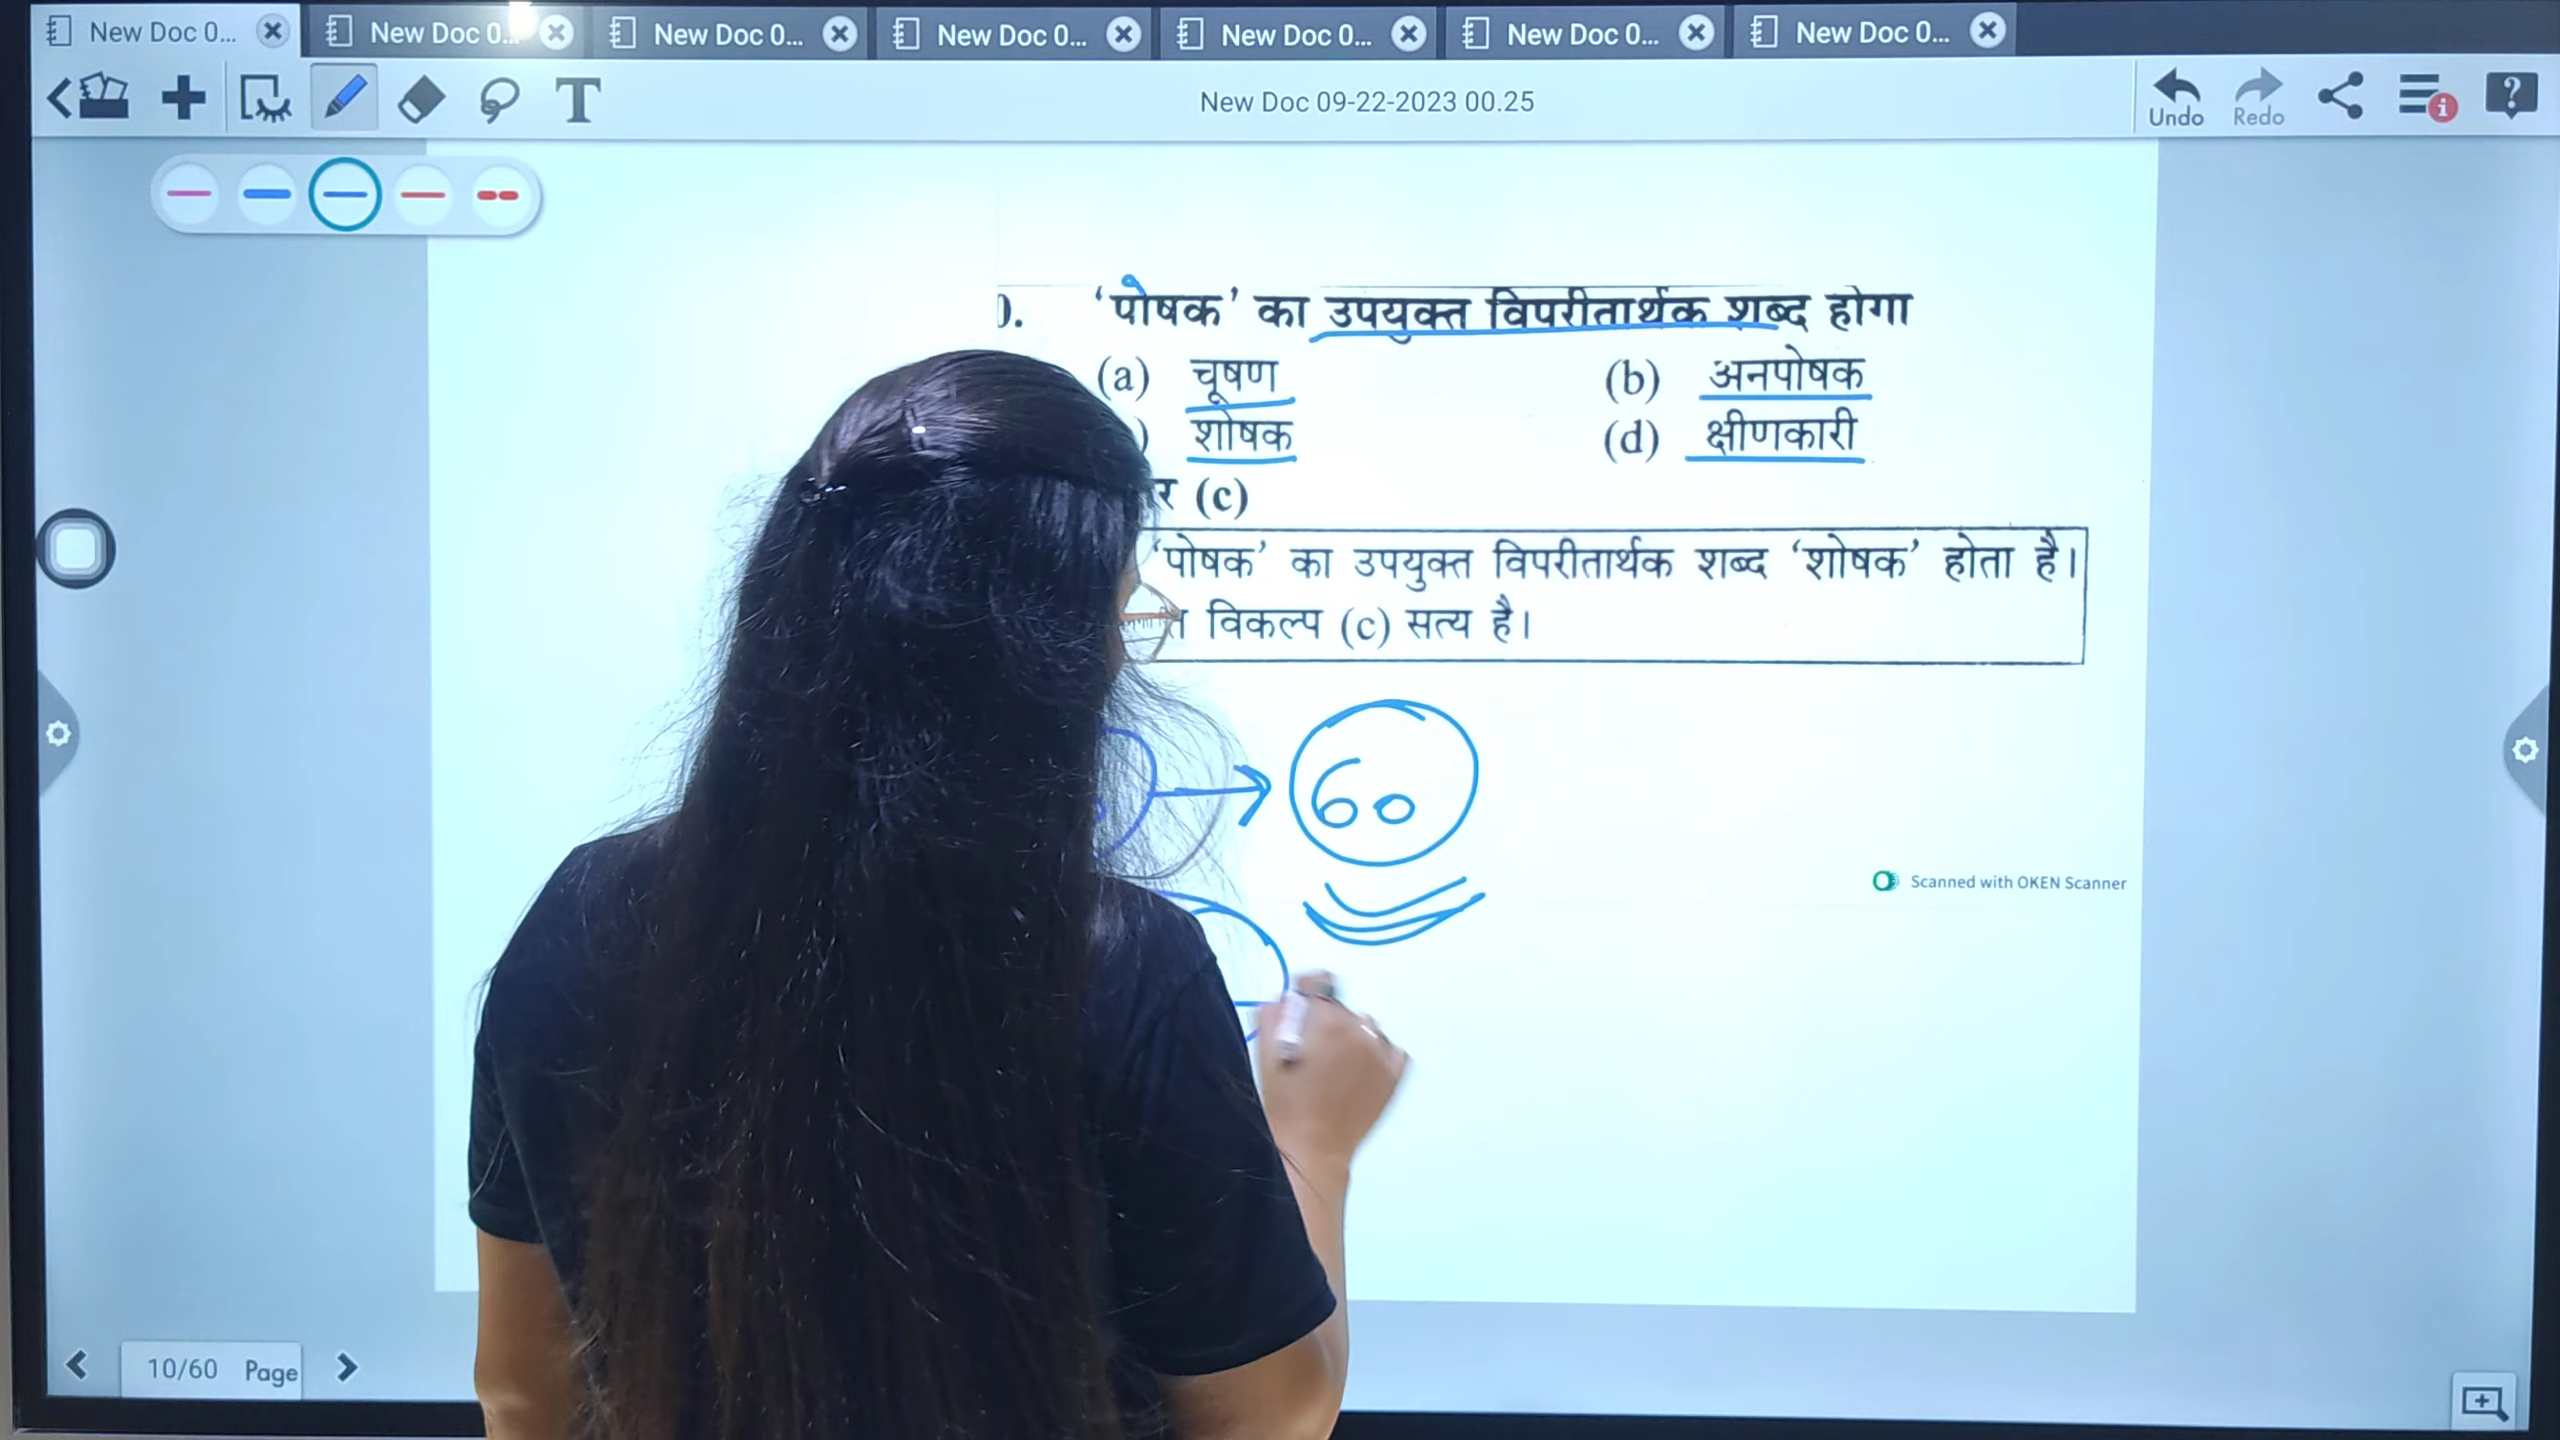 New Doc 0... New Doc 0... New Doc 0... New Doc 0... New Doc 0... New Doc 0... New Doc 0...
T New Doc 09-22-2023 00.25 Undo Redo
‘पोषक’ का उपयुक्त विपरीतार्थक शब्द होगा
(a) चूषण (b) अनपोषक
शोषक (d) क्षीणकारी
(c)
‘पोषक’ का उपयुक्त विपरीतार्थक शब्द ‘शोषक’ होता है।
विकल्प (c) सत्य है।
60
Scanned with OKEN Scanner
10/60 Page